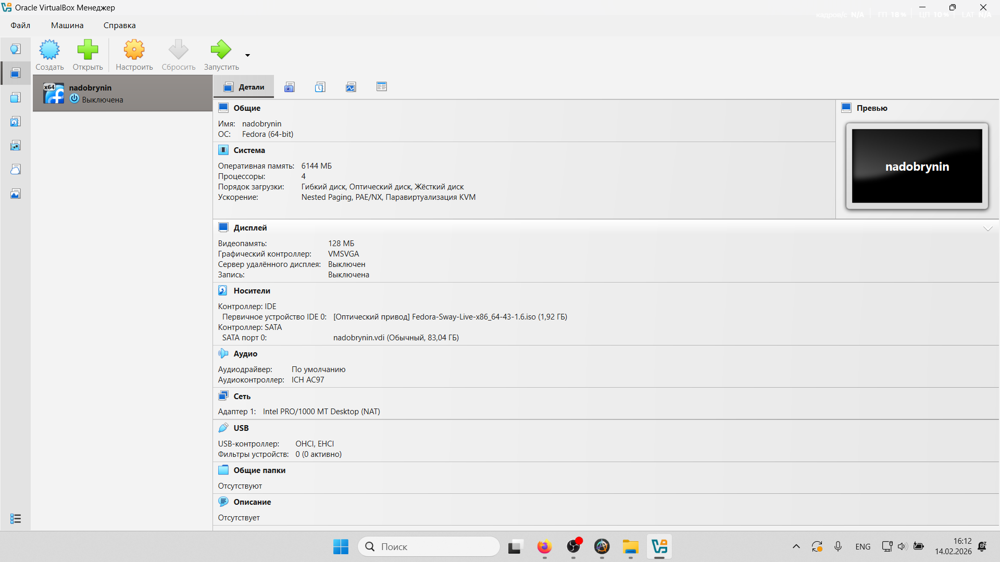 Oracle VirtualBox Менеджер
кадров/с N/A ГП 18 % ЦП 10 % LAT N/A
Файл Машина Справка
Создать Открыть Настроить Сбросить Запустить
x64 nadobrynin
Выключена
Детали
Общие
Имя: nadobrynin
ОС: Fedora (64-bit)
Система
Оперативная память: 6144 МБ
Процессоры: 4
Порядок загрузки: Гибкий диск, Оптический диск, Жёсткий диск
Ускорение: Nested Paging, PAE/NX, Паравиртуализация KVM
Превью
nadobrynin
Дисплей
Видеопамять: 128 МБ
Графический контроллер: VMSVGA
Сервер удалённого дисплея: Выключен
Запись: Выключена
Носители
Контроллер: IDE
Первичное устройство IDE 0: [Оптический привод] Fedora-Sway-Live-x86_64-43-1.6.iso (1,92 ГБ)
Контроллер: SATA
SATA порт 0: nadobrynin.vdi (Обычный, 83,04 ГБ)
Аудио
Аудиодрайвер: По умолчанию
Аудиоконтроллер: ICH AC97
Сеть
Адаптер 1: Intel PRO/1000 MT Desktop (NAT)
USB
USB-контроллер: OHCI, EHCI
Фильтры устройств: 0 (0 активно)
Общие папки
Отсутствуют
Описание
Отсутствует
Поиск
ENG
16:12
14.02.2026